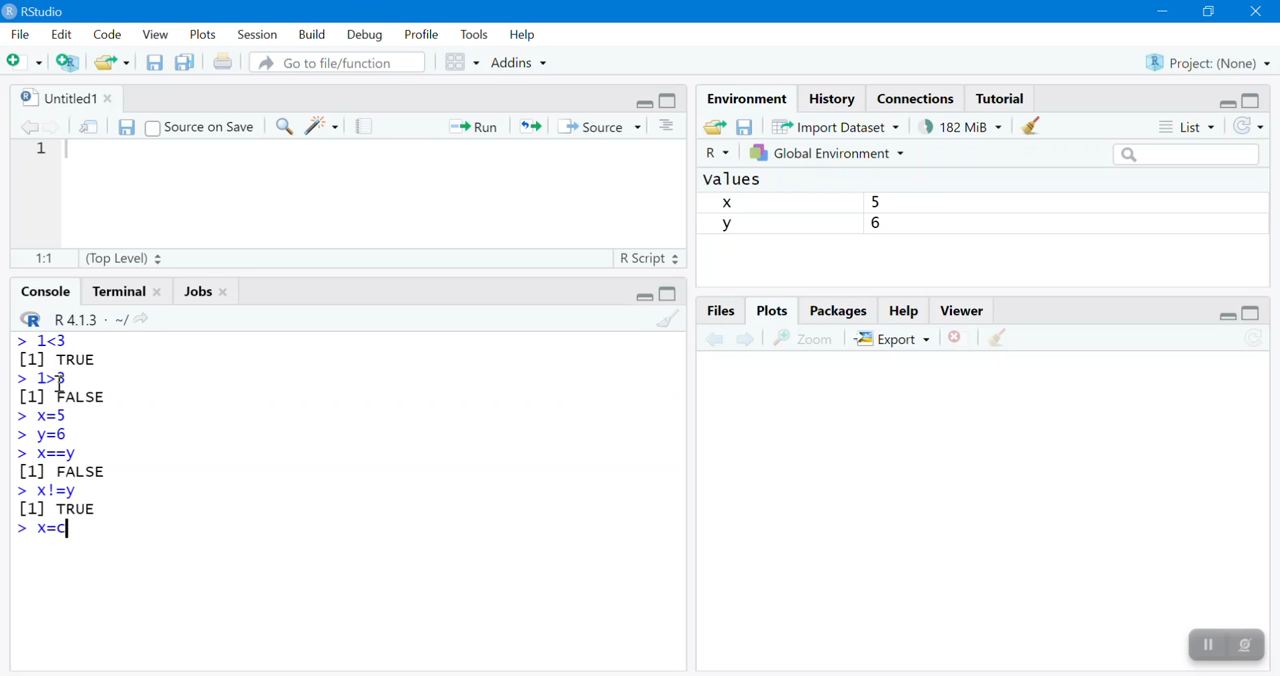 RStudio
File Edit Code View Plots Session Build Debug Profile Tools Help
Go to file/function Addins Project: (None)
Untitled1
Source on Save Run Source
1
1:1 (Top Level) R Script
Console Terminal Jobs
R 4.1.3 · ~/
> 1<3
[1] TRUE
> 1>3
[1] FALSE
> x=5
> y=6
> x==y
[1] FALSE
> x!=y
[1] TRUE
> x=c
Environment History Connections Tutorial
Import Dataset 182 MiB List
R Global Environment
Values
x 5
y 6
Files Plots Packages Help Viewer
Zoom Export